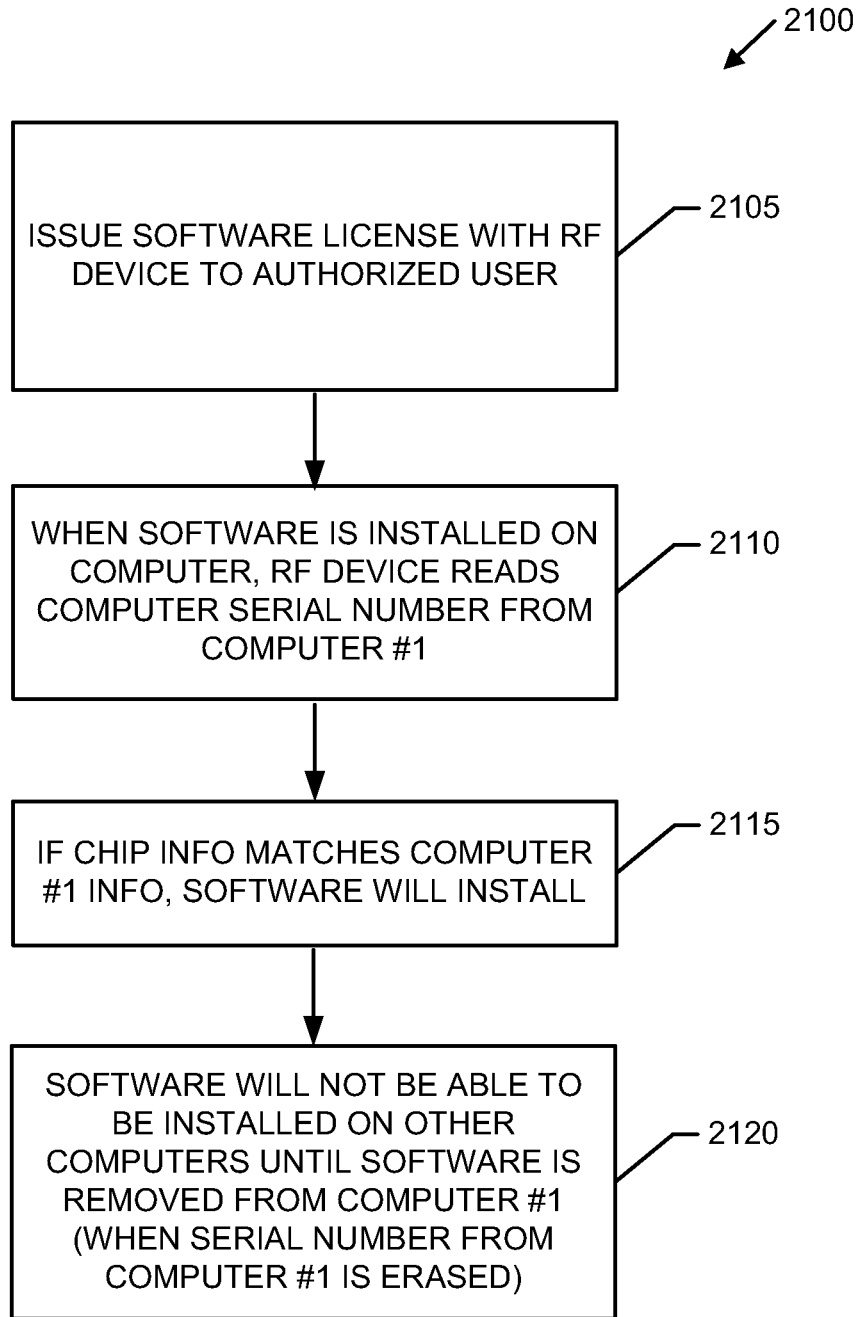 2100
ISSUE SOFTWARE LICENSE WITH RF
DEVICE TO AUTHORIZED USER
2105
WHEN SOFTWARE IS INSTALLED ON
COMPUTER, RF DEVICE READS
COMPUTER SERIAL NUMBER FROM
COMPUTER #1
2110
IF CHIP INFO MATCHES COMPUTER
#1 INFO, SOFTWARE WILL INSTALL
2115
SOFTWARE WILL NOT BE ABLE TO
BE INSTALLED ON OTHER
COMPUTERS UNTIL SOFTWARE IS
REMOVED FROM COMPUTER #1
(WHEN SERIAL NUMBER FROM
COMPUTER #1 IS ERASED)
2120